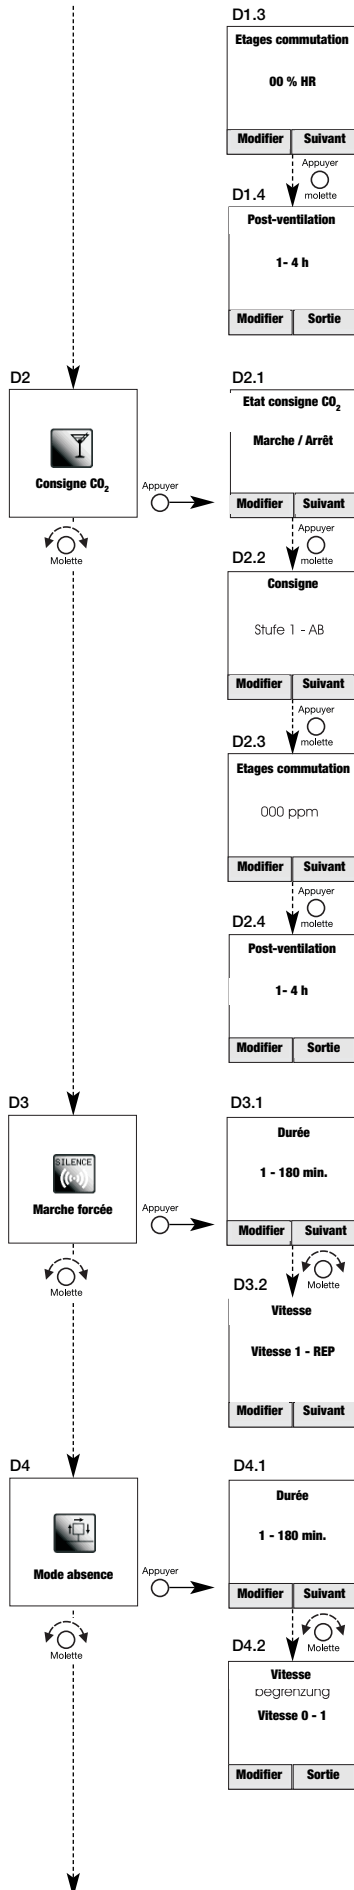 D1.3
Etages commutation
00 % HR
Modifier Suivant
Appuyer
molette
D1.4
Post-ventilation
1- 4 h
Modifier Sortie
D2
Consigne CO₂
Appuyer
Molette
D2.1
Etat consigne CO₂
Marche / Arrêt
Modifier Suivant
Appuyer
molette
D2.2
Consigne
Stufe 1 - AB
Modifier Suivant
Appuyer
molette
D2.3
Etages commutation
000 ppm
Modifier Suivant
Appuyer
molette
D2.4
Post-ventilation
1- 4 h
Modifier Sortie
D3
SILENCE
Marche forcée
Appuyer
Molette
D3.1
Durée
1 - 180 min.
Modifier Suivant
Molette
D3.2
Vitesse
Vitesse 1 - REP
Modifier Suivant
D4
Mode absence
Appuyer
Molette
D4.1
Durée
1 - 180 min.
Modifier Suivant
Molette
D4.2
Vitesse
begrenzung
Vitesse 0 - 1
Modifier Sortie